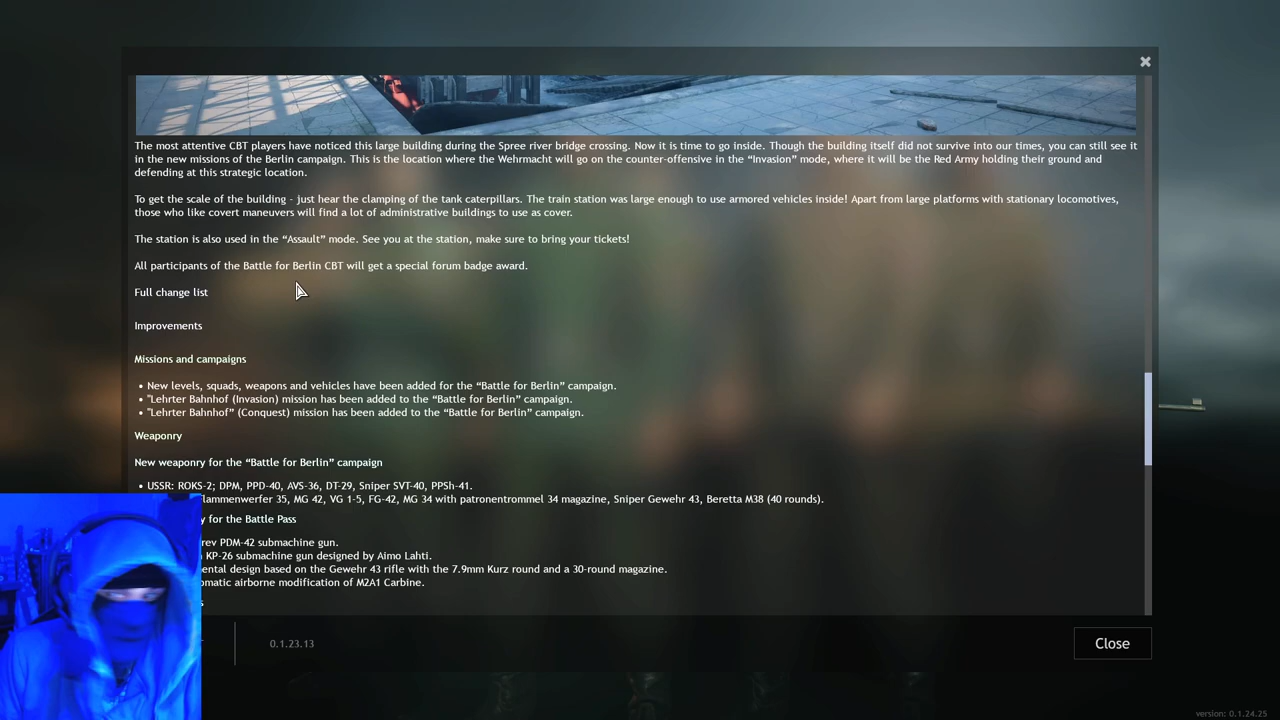 The most attentive CBT players have noticed this large building during the Spree river bridge crossing. Now it is time to go inside. Though the building itself did not survive into our times, you can still see it
in the new missions of the Berlin campaign. This is the location where the Wehrmacht will go on the counter-offensive in the “Invasion” mode, where it will be the Red Army holding their ground and
defending at this strategic location.
To get the scale of the building - just hear the clamping of the tank caterpillars. The train station was large enough to use armored vehicles inside! Apart from large platforms with stationary locomotives,
those who like covert maneuvers will find a lot of administrative buildings to use as cover.
The station is also used in the “Assault” mode. See you at the station, make sure to bring your tickets!
All participants of the Battle for Berlin CBT will get a special forum badge award.
Full change list
Improvements
Missions and campaigns
• New levels, squads, weapons and vehicles have been added for the “Battle for Berlin” campaign.
• "Lehrter Bahnhof (Invasion) mission has been added to the “Battle for Berlin” campaign.
• "Lehrter Bahnhof” (Conquest) mission has been added to the “Battle for Berlin” campaign.
Weaponry
New weaponry for the “Battle for Berlin” campaign
• USSR: ROKS-2; DPM, PPD-40, AVS-36, DT-29, Sniper SVT-40, PPSh-41.
lammenwerfer 35, MG 42, VG 1-5, FG-42, MG 34 with patronentrommel 34 magazine, Sniper Gewehr 43, Beretta M38 (40 rounds).
y for the Battle Pass
rev PDM-42 submachine gun.
KP-26 submachine gun designed by Aimo Lahti.
ental design based on the Gewehr 43 rifle with the 7.9mm Kurz round and a 30-round magazine.
omatic airborne modification of M2A1 Carbine.
s
0.1.23.13
Close
version: 0.1.24.25